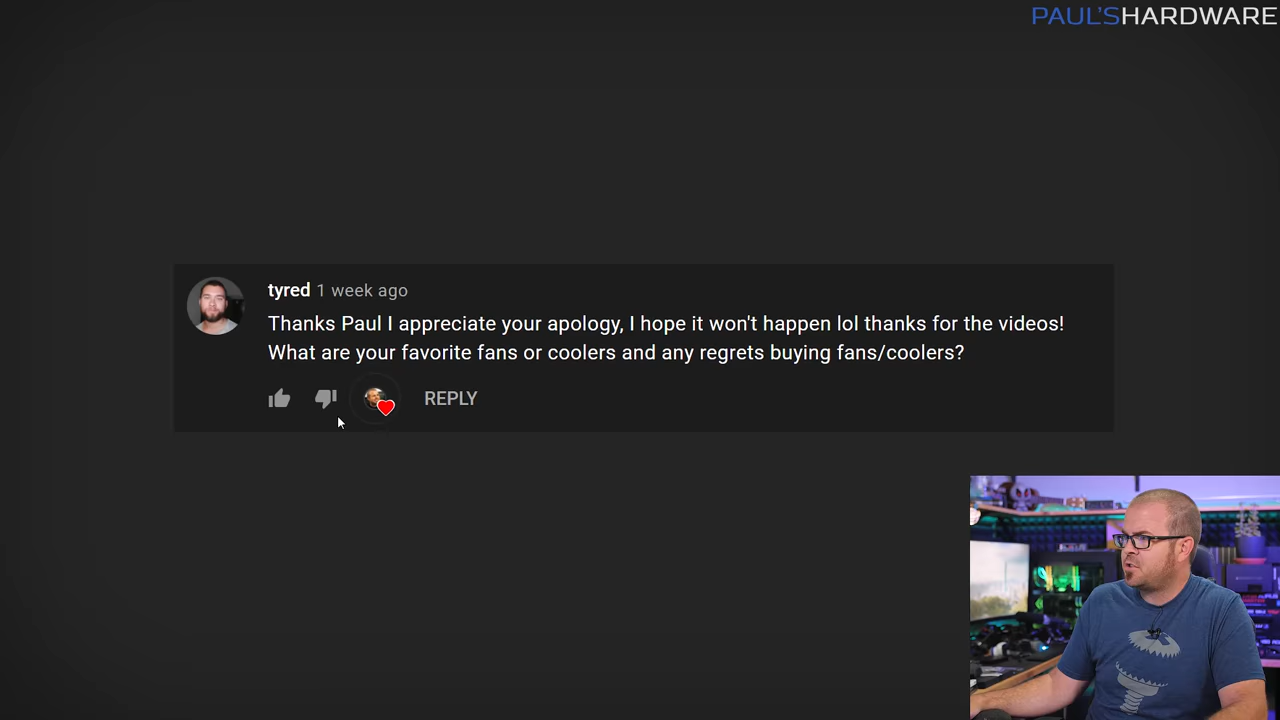 PAUL'SHARDWARE
tyred 1 week ago
Thanks Paul I appreciate your apology, I hope it won't happen lol thanks for the videos!
What are your favorite fans or coolers and any regrets buying fans/coolers?
REPLY